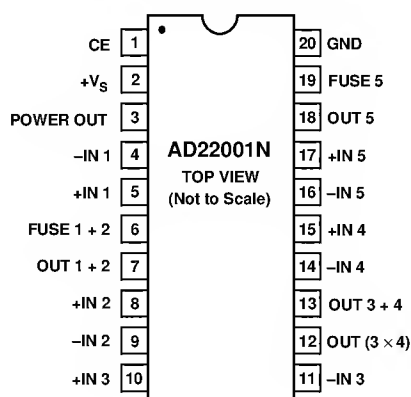 CE 1
+VS 2
POWER OUT 3
–IN 1 4
+IN 1 5
FUSE 1 + 2 6
OUT 1 + 2 7
+IN 2 8
–IN 2 9
+IN 3 10
AD22001N
TOP VIEW
(Not to Scale)
20 GND
19 FUSE 5
18 OUT 5
17 +IN 5
16 –IN 5
15 +IN 4
14 –IN 4
13 OUT 3 + 4
12 OUT (3 × 4)
11 –IN 3